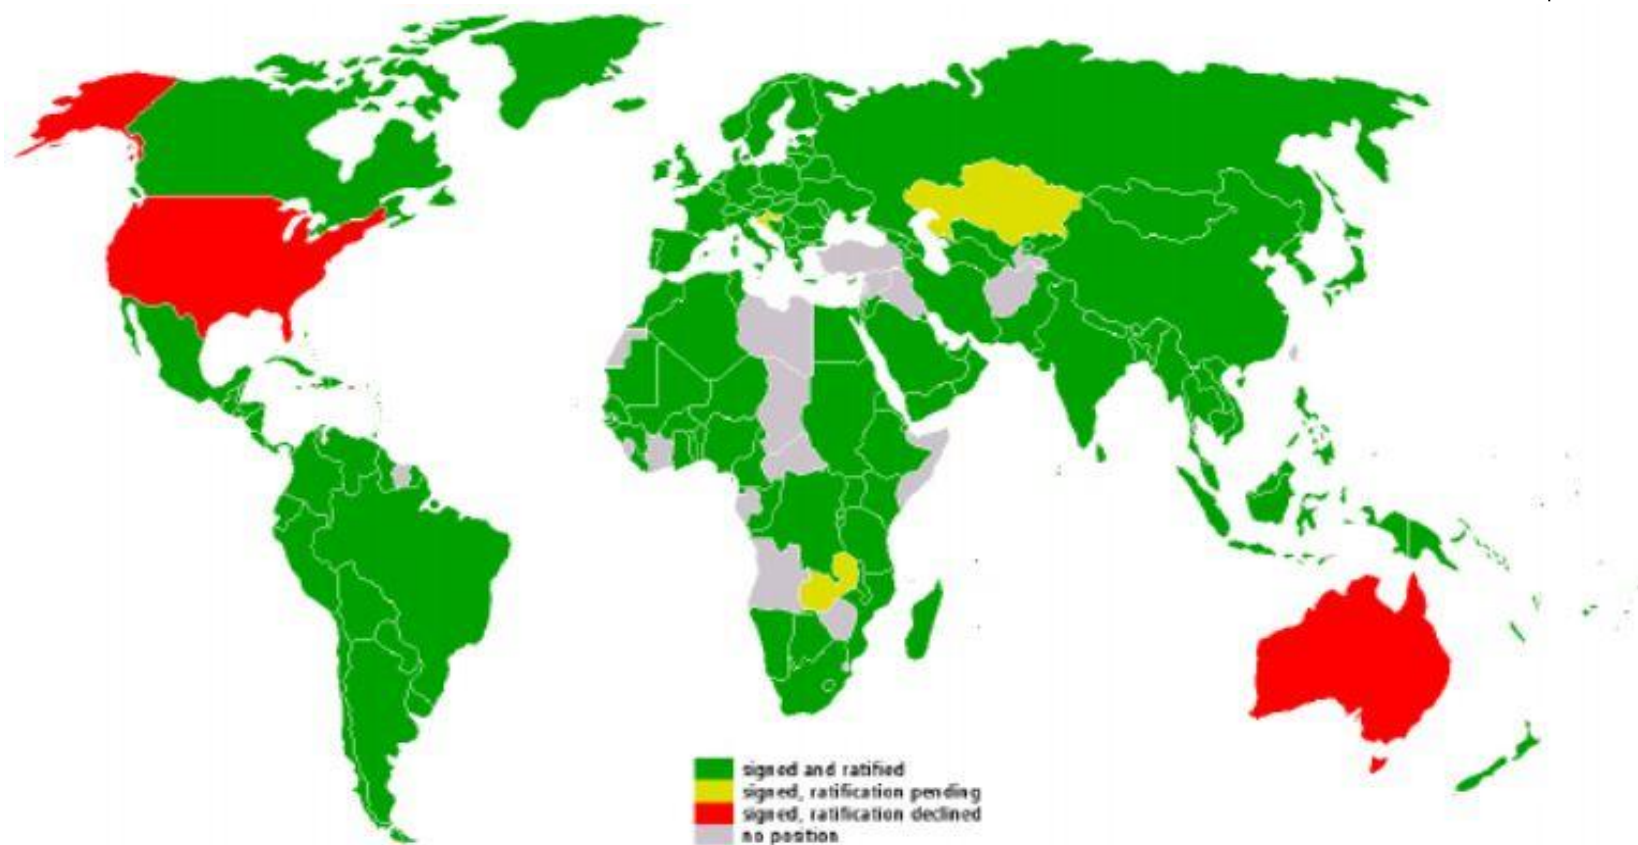 signed and ratified
signed, ratification pending
signed, ratification declined
no position